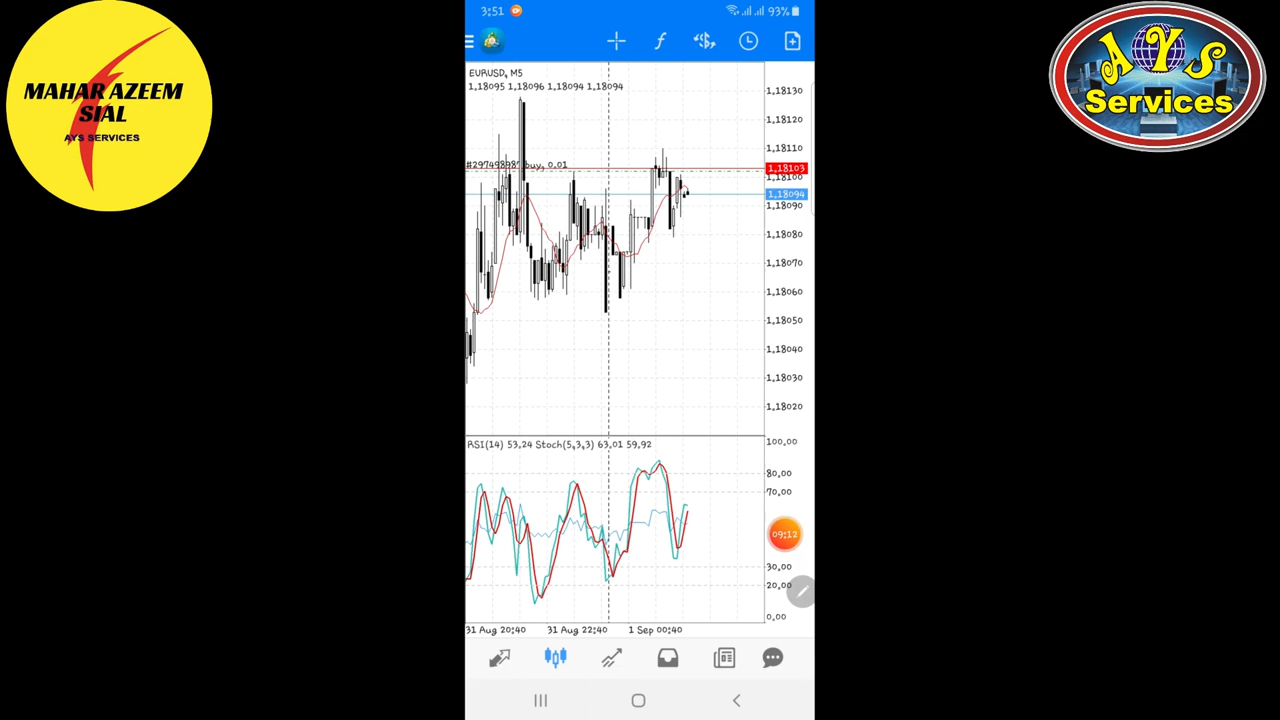 MAHAR AZEEM
SIAL
AYS SERVICES
AYS
Services
3:51
93%
EURUSD, M5
1,18095 1,18096 1,18094 1,18094
buy, 0.01
1,18130
1,18120
1,18110
1,18103
1,18100
1,18094
1,18090
1,18080
1,18070
1,18060
1,18050
1,18040
1,18030
1,18020
RSI(14) 53,24 Stoch(5,3,3) 63,01 59,92
100,00
80,00
70,00
09:12
30,00
20,00
0,00
31 Aug 20:40
31 Aug 22:40
1 Sep 00:40